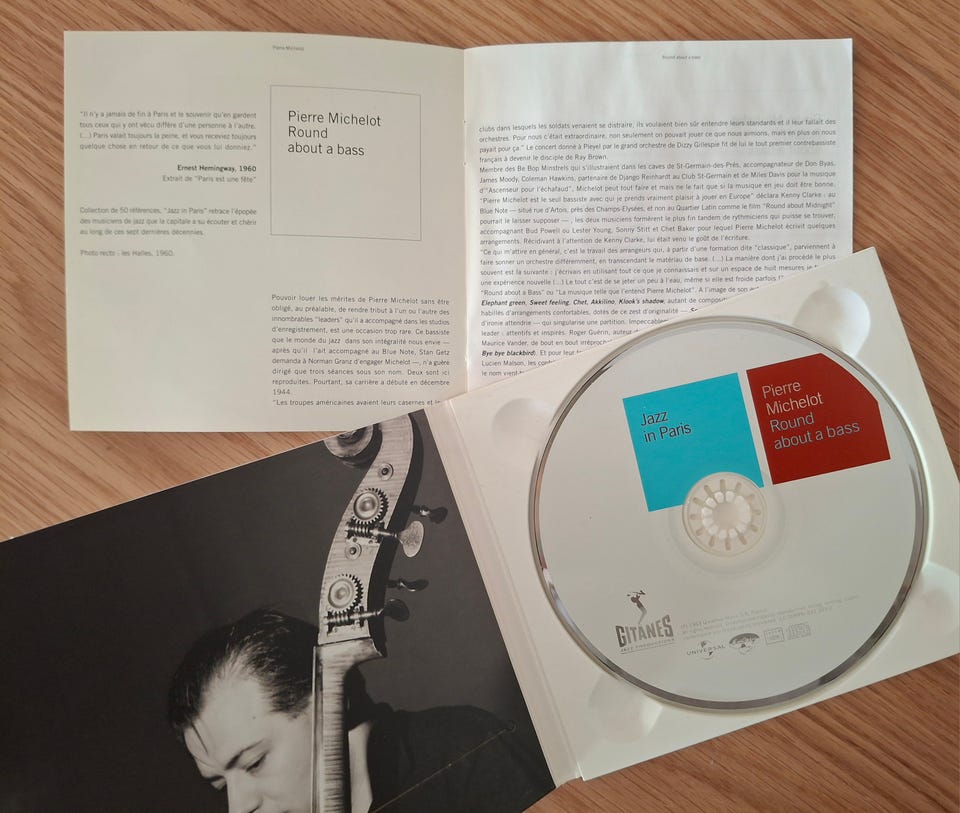 Pierre Michelot
"Il n'y a jamais de fin à Paris et le souvenir qu'en gardent
tous ceux qui y ont vécu diffère d'une personne à l'autre.
(...) Paris valait toujours la peine, et vous receviez toujours
quelque chose en retour de ce que vous lui donniez."
Ernest Hemingway, 1960
Extrait de "Paris est une fête"
Collection de 50 références, "Jazz in Paris" retrace l'épopée
des musiciens de jazz que la capitale a su écouter et chérir
au long de ces sept dernières décennies.
Photo recto : les Halles, 1960.
Pierre Michelot
Round
about a bass
Pouvoir louer les mérites de Pierre Michelot sans être
obligé, au préalable, de rendre tribut à l'un ou l'autre des
innombrables "leaders" qu'il a accompagné dans les studios
d'enregistrement, est une occasion trop rare. Ce bassiste
que le monde du jazz dans son intégralité nous envie —
après qu'il l'ait accompagné au Blue Note, Stan Getz
demanda à Norman Granz d'engager Michelot —, n'a guère
dirigé que trois séances sous son nom. Deux sont ici
reproduites. Pourtant, sa carrière a débuté en décembre
1944.
"Les troupes américaines avaient leurs casernes et
Round about a bass
clubs dans lesquels les soldats venaient se distraire, ils voulaient bien sûr entendre leurs standards et il leur fallait des
orchestres. Pour nous c'était extraordinaire, non seulement on pouvait jouer ce que nous aimions, mais en plus on nous
payait pour ça." Le concert donné à Pleyel par le grand orchestre de Dizzy Gillespie fit de lui le tout premier contrebassiste
français à devenir le disciple de Ray Brown.
Membre des Be Bop Minstrels qui s'illustraient dans les caves de St-Germain-des-Prés, accompagnateur de Don Byas,
James Moody, Coleman Hawkins, partenaire de Django Reinhardt au Club St-Germain et de Miles Davis pour la musique
d'"Ascenseur pour l'échafaud", Michelot peut tout faire et mais ne le fait que si la musique en jeu doit être bonne.
"Pierre Michelot est le seul bassiste avec qui je prends vraiment plaisir à jouer en Europe" déclara Kenny Clarke : au
Blue Note — situé rue d'Artois, près des Champs-Elysées, et non au Quartier Latin comme le film "Round about Midnight"
pourrait le laisser supposer — , les deux musiciens formèrent le plus fin tandem de rythmiciens qui puisse se trouver,
accompagnant Bud Powell ou Lester Young, Sonny Stitt et Chet Baker pour lequel Pierre Michelot écrivit quelques
arrangements. Récidivant à l'attention de Kenny Clarke, lui était venu le goût de l'écriture.
"Ce qui m'attire en général, c'est le travail des arrangeurs qui, à partir d'une formation dite "classique", parviennent à
faire sonner un orchestre différemment, en transcendant le matériau de base. (...) La manière dont j'ai procédé le plus
souvent est la suivante : j'écrivais en utilisant tout ce que je connaissais et sur un espace de huit mesures je
une expérience nouvelle (...) Le tout c'est de se jeter un peu à l'eau, même si elle est froide parfois
"Round about a Bass" ou "La musique telle que l'entend Pierre Michelot". A l'image de son
Elephant green, Sweet feeling, Chet, Akkilino, Klook's shadow, autant de
habillés d'arrangements confortables, dotés de ce zest d'originalité —
d'ironie attendrie — qui singularise une partition.
leader : attentifs et inspirés. Roger Guérin, auteur
Maurice Vander, de bout en bout
Bye bye blackbird. Et pour leur
Lucien Malson, les
le nom vient
Jazz
in Paris
Pierre
Michelot
Round
about a bass
GITANES
JAZZ PRODUCTIONS
UNIVERSAL